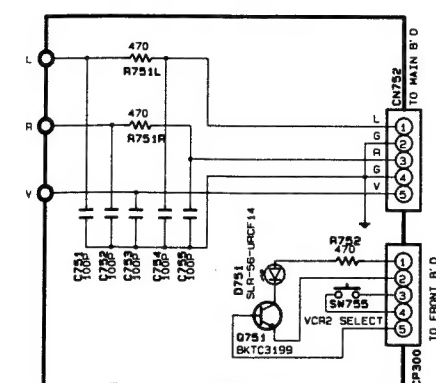 470
L
R751L
CN752
TO MAIN B'D
470
R
R751R
L
1
G
2
R
3
G
4
V
V
5
C751
100P
C752
100P
C753
100P
C754
100P
C755
100P
D751
SLR-56-URCF14
R752
470
1
2
SW755
3
4
VCR2 SELECT
5
Q751
BKTC3199
TO FRONT B'D
CP300